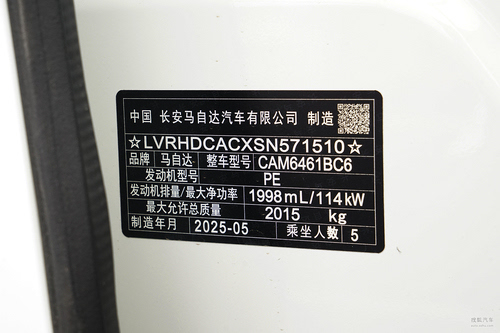 中国 长安马自达汽车有限公司 制造
☆LVRHDCACXSN571510☆
品牌 马自达 整车型号 CAM6461BC6
发动机型号 PE
发动机排量/最大净功率 1998mL/114kW
最大允许总质量 2015 kg
制造年月 2025-05 乘坐人数 5